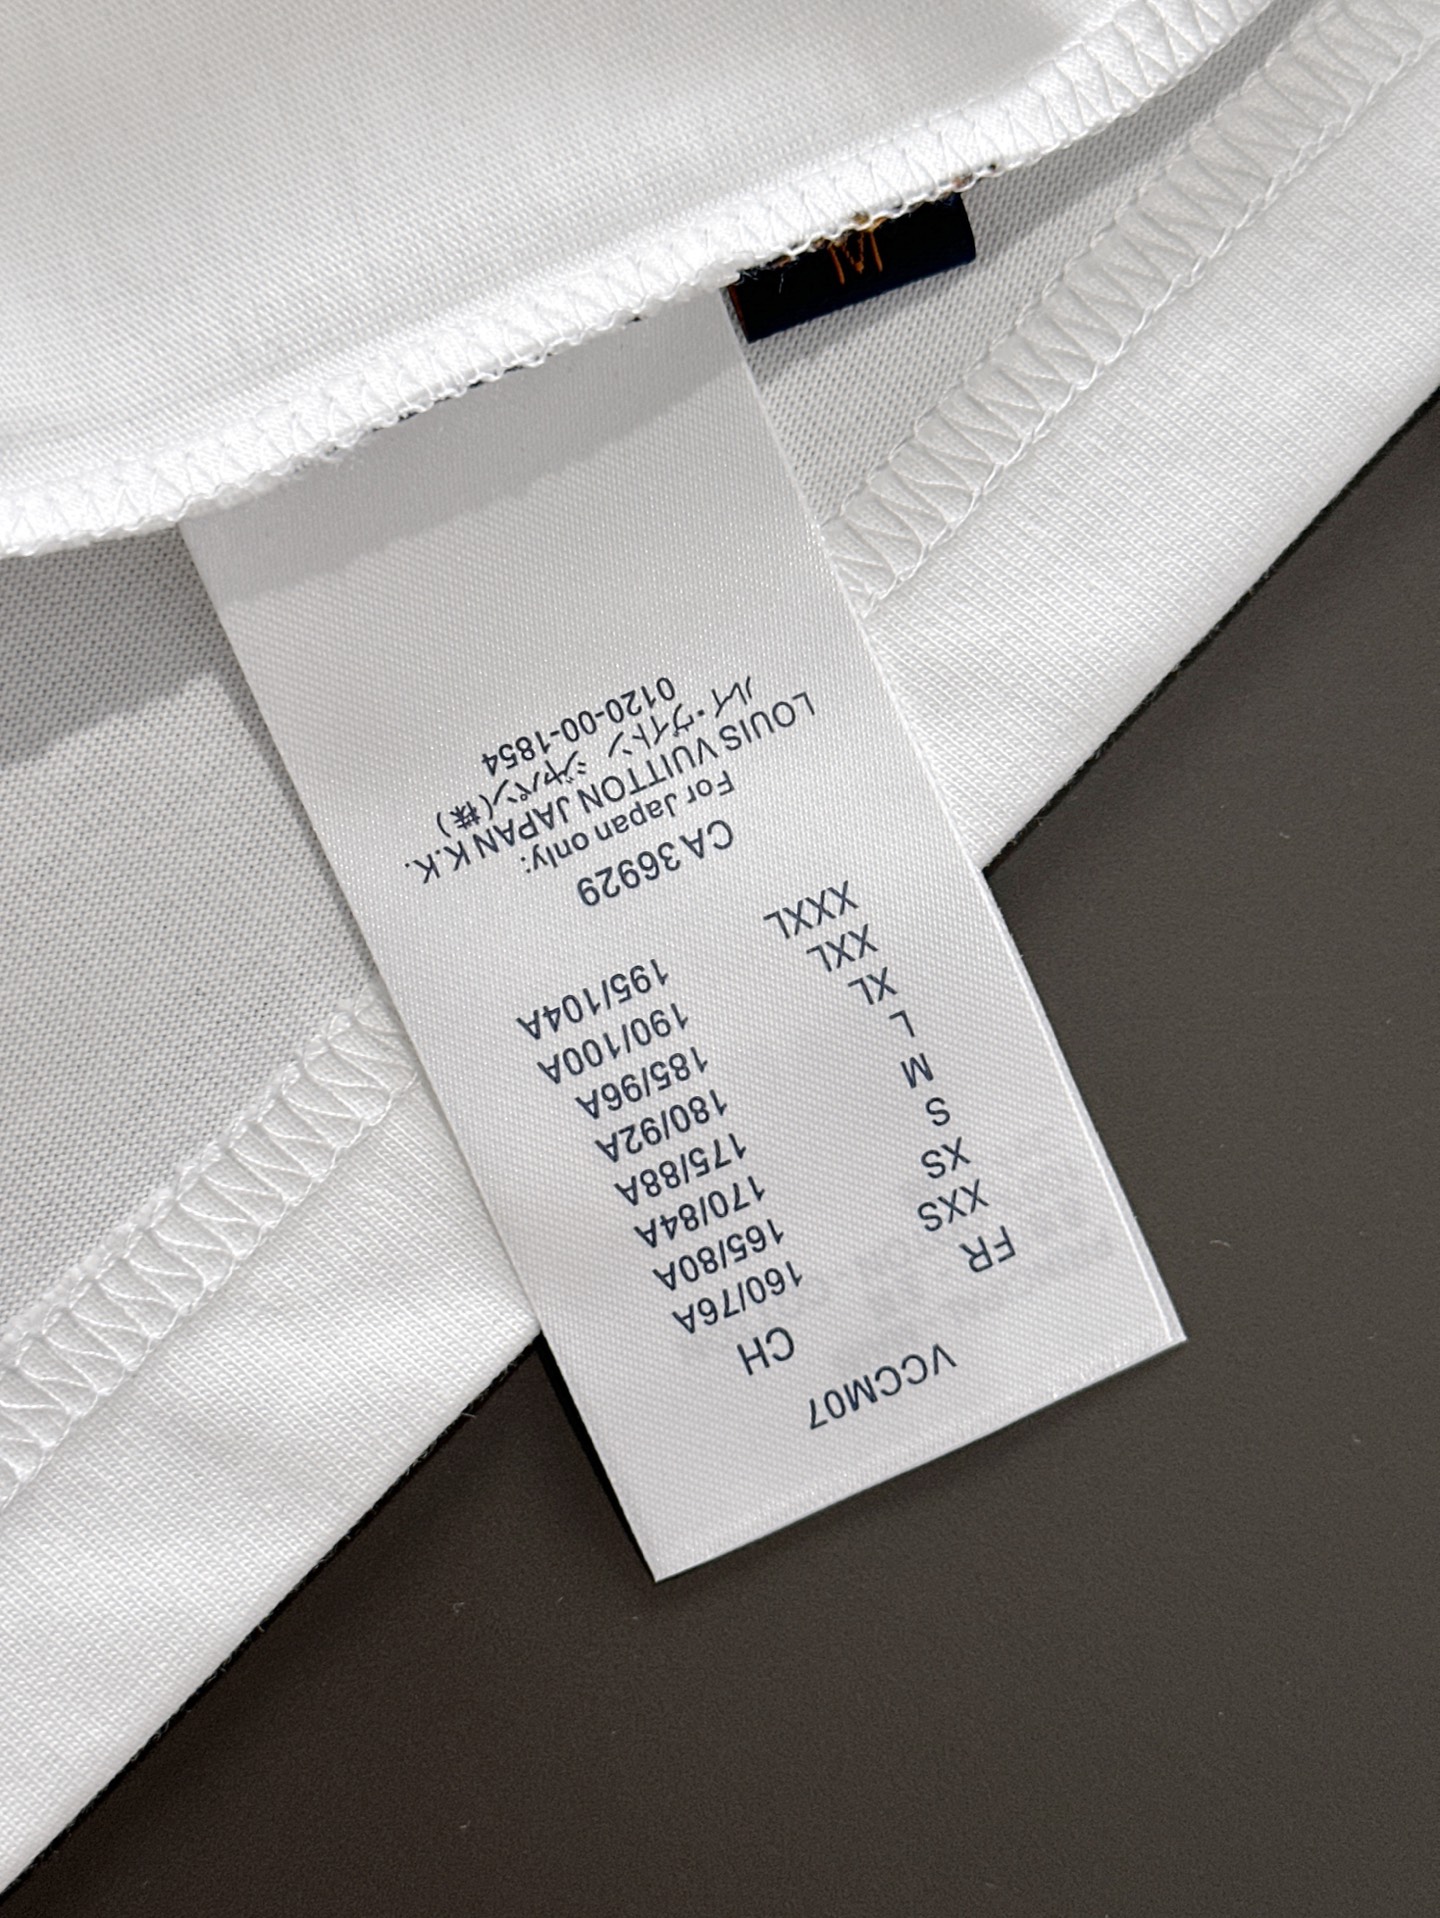 VCCM07
FR CH
XXS 160/76A
XS 165/80A
S 170/84A
M 175/88A
L 180/92A
XL 185/96A
XXL 190/100A
XXXL 195/104A
CA 36929
For Japan only:
LOUIS VUITTON JAPAN K.K.
ルイ・ヴィトン ジャパン(株)
0120-00-1854
M